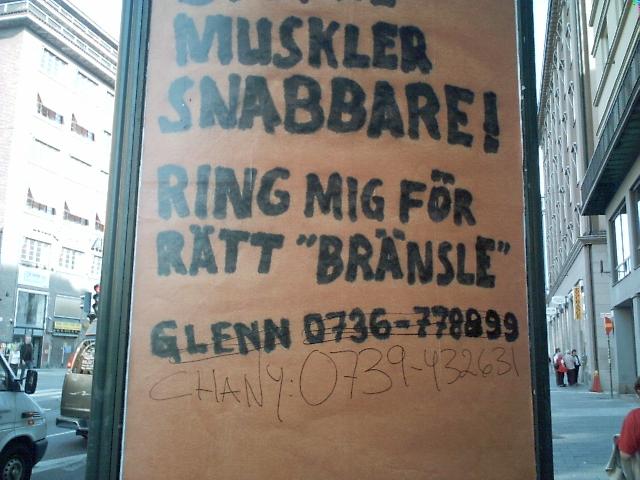 MUSKLER
SNABBARE!
RING MIG FÖR
RÄTT "BRÄNSLE"
GLENN 0736-778899
CHANY: 0739-432631